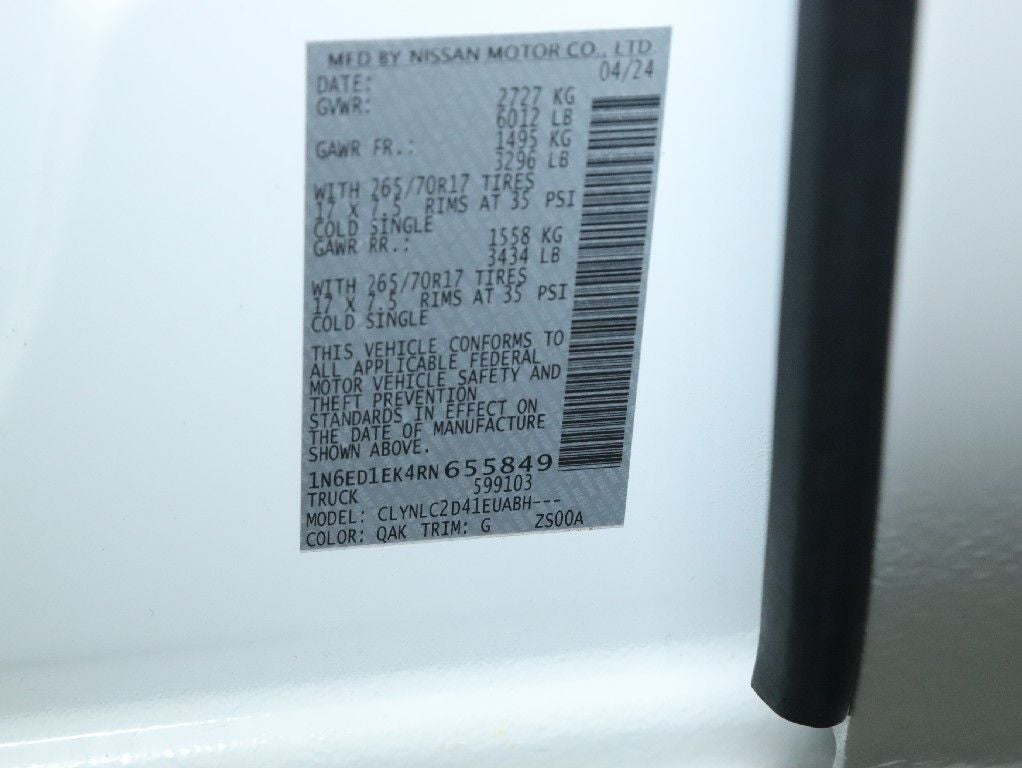 MFD BY NISSAN MOTOR CO., LTD
DATE: 04/24
GVWR: 2727 KG
6012 LB
GAWR FR.: 1495 KG
3296 LB
WITH 265/70R17 TIRES
17 X 7.5 RIMS AT 35 PSI
COLD SINGLE
GAWR RR.: 1558 KG
3434 LB
WITH 265/70R17 TIRES
17 X 7.5 RIMS AT 35 PSI
COLD SINGLE
THIS VEHICLE CONFORMS TO
ALL APPLICABLE FEDERAL
MOTOR VEHICLE SAFETY AND
THEFT PREVENTION
STANDARDS IN EFFECT ON
THE DATE OF MANUFACTURE
SHOWN ABOVE.
1N6ED1EK4RN655849
TRUCK 599103
MODEL: CLYNLC2D41EUABH---
COLOR: QAK TRIM: G ZS00A